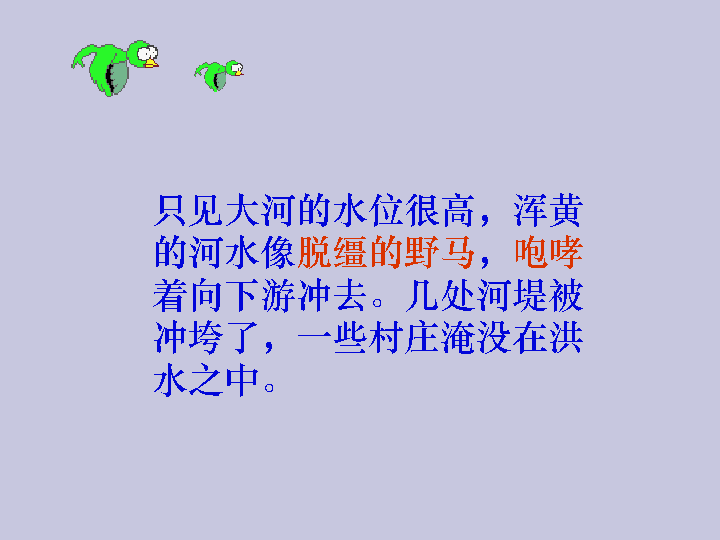 只见大河的水位很高，浑黄
的河水像脱缰的野马，咆哮
着向下游冲去。几处河堤被
冲垮了，一些村庄淹没在洪
水之中。